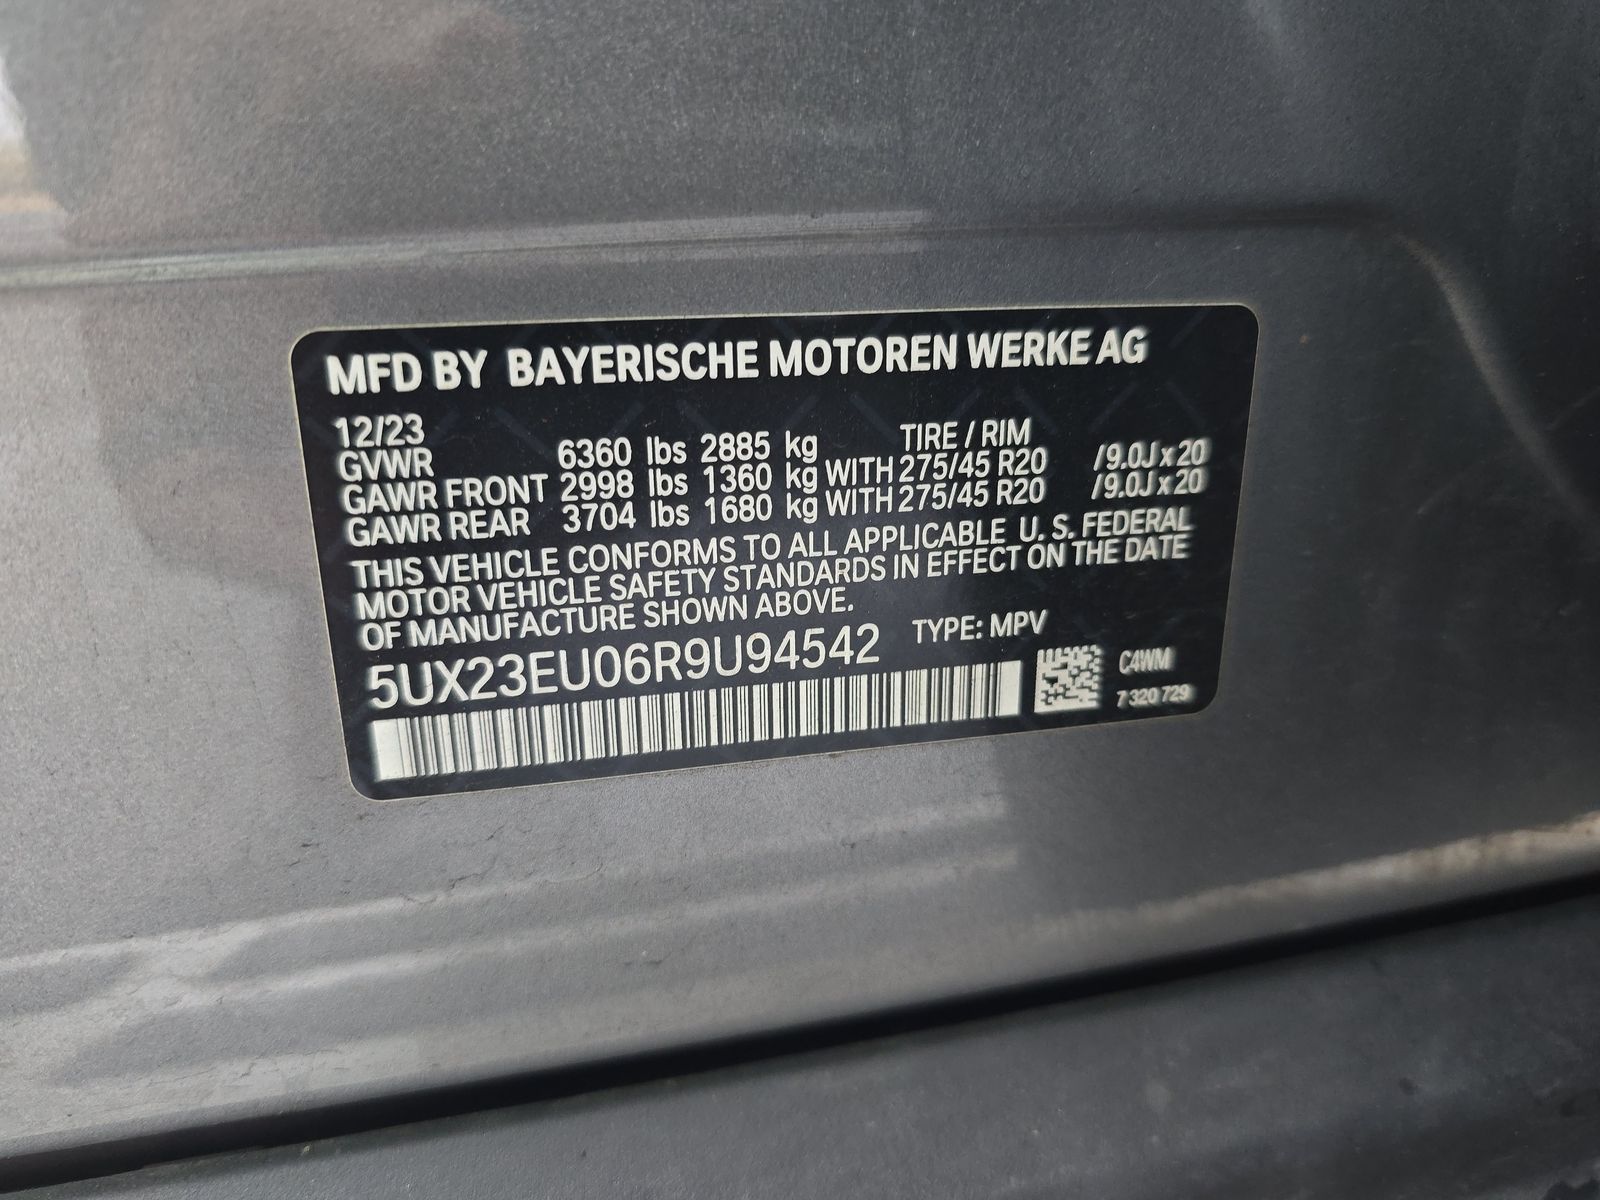 MFD BY BAYERISCHE MOTOREN WERKE AG
12/23 TIRE / RIM
GVWR 6360 lbs 2885 kg
GAWR FRONT 2998 lbs 1360 kg WITH 275/45 R20 /9.0J x 20
GAWR REAR 3704 lbs 1680 kg WITH 275/45 R20 /9.0J x 20
THIS VEHICLE CONFORMS TO ALL APPLICABLE U. S. FEDERAL
MOTOR VEHICLE SAFETY STANDARDS IN EFFECT ON THE DATE
OF MANUFACTURE SHOWN ABOVE.
5UX23EU06R9U94542 TYPE: MPV
C4WM
7 320 729